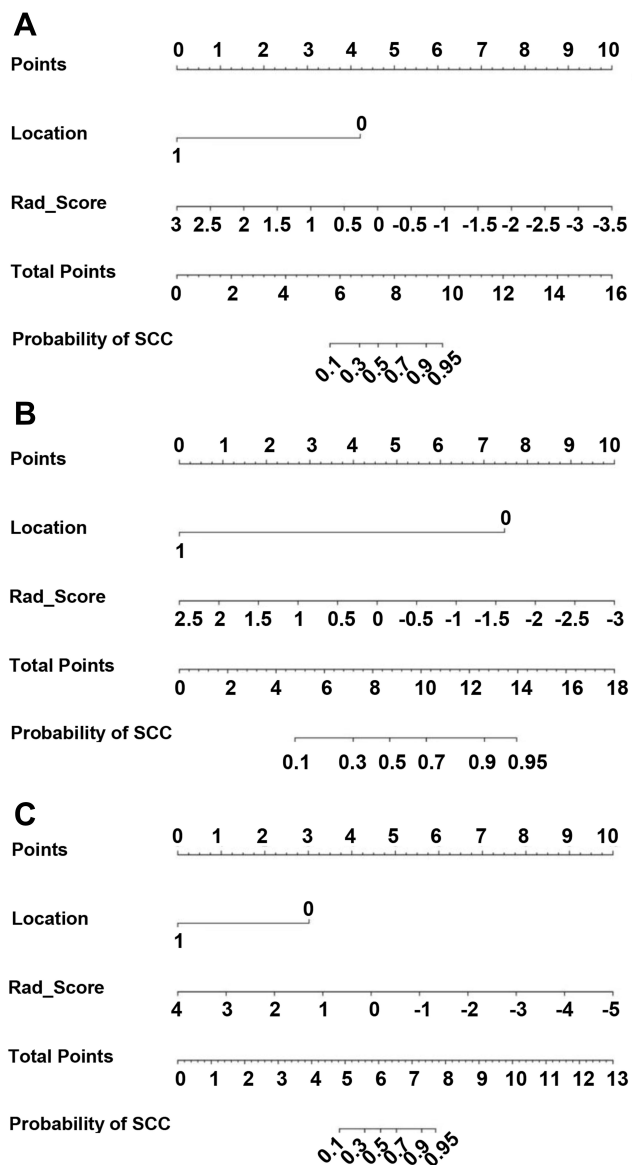 A
0 1 2 3 4 5 6 7 8 9 10
Points
0
Location
1
Rad_Score
3 2.5 2 1.5 1 0.5 0 -0.5 -1 -1.5 -2 -2.5 -3 -3.5
Total Points
0 2 4 6 8 10 12 14 16
Probability of SCC
0.1 0.3 0.5 0.7 0.9 0.95
B
0 1 2 3 4 5 6 7 8 9 10
Points
0
Location
1
Rad_Score
2.5 2 1.5 1 0.5 0 -0.5 -1 -1.5 -2 -2.5 -3
Total Points
0 2 4 6 8 10 12 14 16 18
Probability of SCC
0.1 0.3 0.5 0.7 0.9 0.95
C
0 1 2 3 4 5 6 7 8 9 10
Points
0
Location
1
Rad_Score
4 3 2 1 0 -1 -2 -3 -4 -5
Total Points
0 1 2 3 4 5 6 7 8 9 10 11 12 13
Probability of SCC
0.1 0.3 0.5 0.7 0.9 0.95